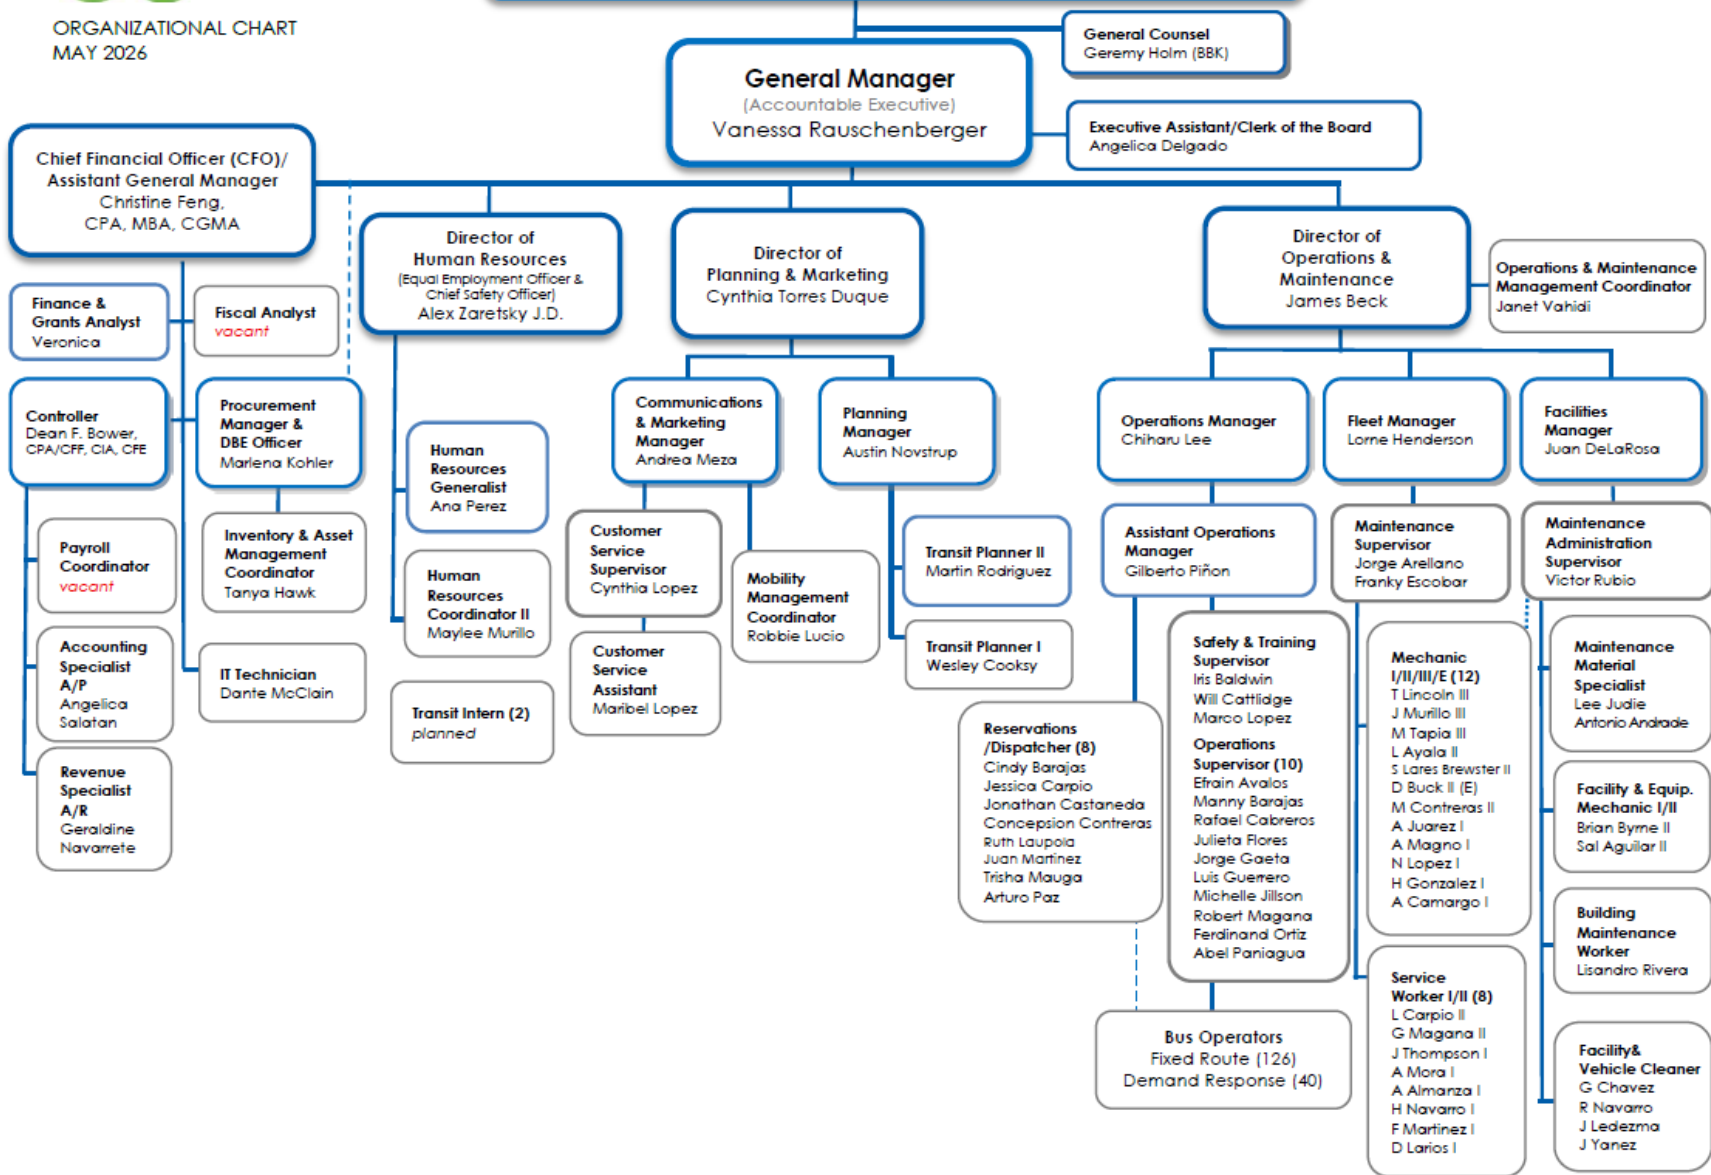 ORGANIZATIONAL CHART
MAY 2026
General Counsel
Geremy Holm (BBK)
General Manager
(Accountable Executive)
Vanessa Rauschenberger
Executive Assistant/Clerk of the Board
Angelica Delgado
Chief Financial Officer (CFO)/
Assistant General Manager
Christine Feng,
CPA, MBA, CGMA
Director of
Human Resources
(Equal Employment Officer &
Chief Safety Officer)
Alex Zaretsky J.D.
Director of
Planning & Marketing
Cynthia Torres Duque
Director of
Operations &
Maintenance
James Beck
Operations & Maintenance
Management Coordinator
Janet Vahidi
Finance &
Grants Analyst
Veronica
Fiscal Analyst
vacant
Controller
Dean F. Bower,
CPA/CFF, CIA, CFE
Procurement
Manager &
DBE Officer
Marlena Kohler
Payroll
Coordinator
vacant
Inventory & Asset
Management
Coordinator
Tanya Hawk
Accounting
Specialist
A/P
Angelica
Salatan
IT Technician
Dante McClain
Revenue
Specialist
A/R
Geraldine
Navarrete
Human
Resources
Generalist
Ana Perez
Human
Resources
Coordinator II
Maylee Murillo
Transit Intern (2)
planned
Communications
& Marketing
Manager
Andrea Meza
Planning
Manager
Austin Novstrup
Customer
Service
Supervisor
Cynthia Lopez
Mobility
Management
Coordinator
Robbie Lucio
Customer
Service
Assistant
Maribel Lopez
Transit Planner II
Martin Rodriguez
Transit Planner I
Wesley Cooksy
Operations Manager
Chiharu Lee
Fleet Manager
Lorne Henderson
Facilities
Manager
Juan DeLaRosa
Assistant Operations
Manager
Gilberto Piñon
Maintenance
Supervisor
Jorge Arellano
Franky Escobar
Maintenance
Administration
Supervisor
Victor Rubio
Reservations
/Dispatcher (8)
Cindy Barajas
Jessica Carpio
Jonathan Castaneda
Concepsion Contreras
Ruth Laupola
Juan Martinez
Trisha Mauga
Arturo Paz
Safety & Training
Supervisor
Iris Baldwin
Will Cattlidge
Marco Lopez
Operations
Supervisor (10)
Efrain Avalos
Manny Barajas
Rafael Cabreros
Julieta Flores
Jorge Gaeta
Luis Guerrero
Michelle Jillson
Robert Magana
Ferdinand Ortiz
Abel Paniagua
Bus Operators
Fixed Route (126)
Demand Response (40)
Mechanic
I/II/III/E (12)
T Lincoln III
J Murillo III
M Tapia III
L Ayala II
S Lares Brewster II
D Buck II (E)
M Contreras II
A Juarez I
A Magno I
N Lopez I
H Gonzalez I
A Camargo I
Service
Worker I/II (8)
L Carpio II
G Magana II
J Thompson I
A Mora I
A Almanza I
H Navarro I
F Martinez I
D Larios I
Maintenance
Material
Specialist
Lee Judie
Antonio Andrade
Facility & Equip.
Mechanic I/II
Brian Byrne II
Sal Aguilar II
Building
Maintenance
Worker
Lisandro Rivera
Facility&
Vehicle Cleaner
G Chavez
R Navarro
J Ledezma
J Yanez